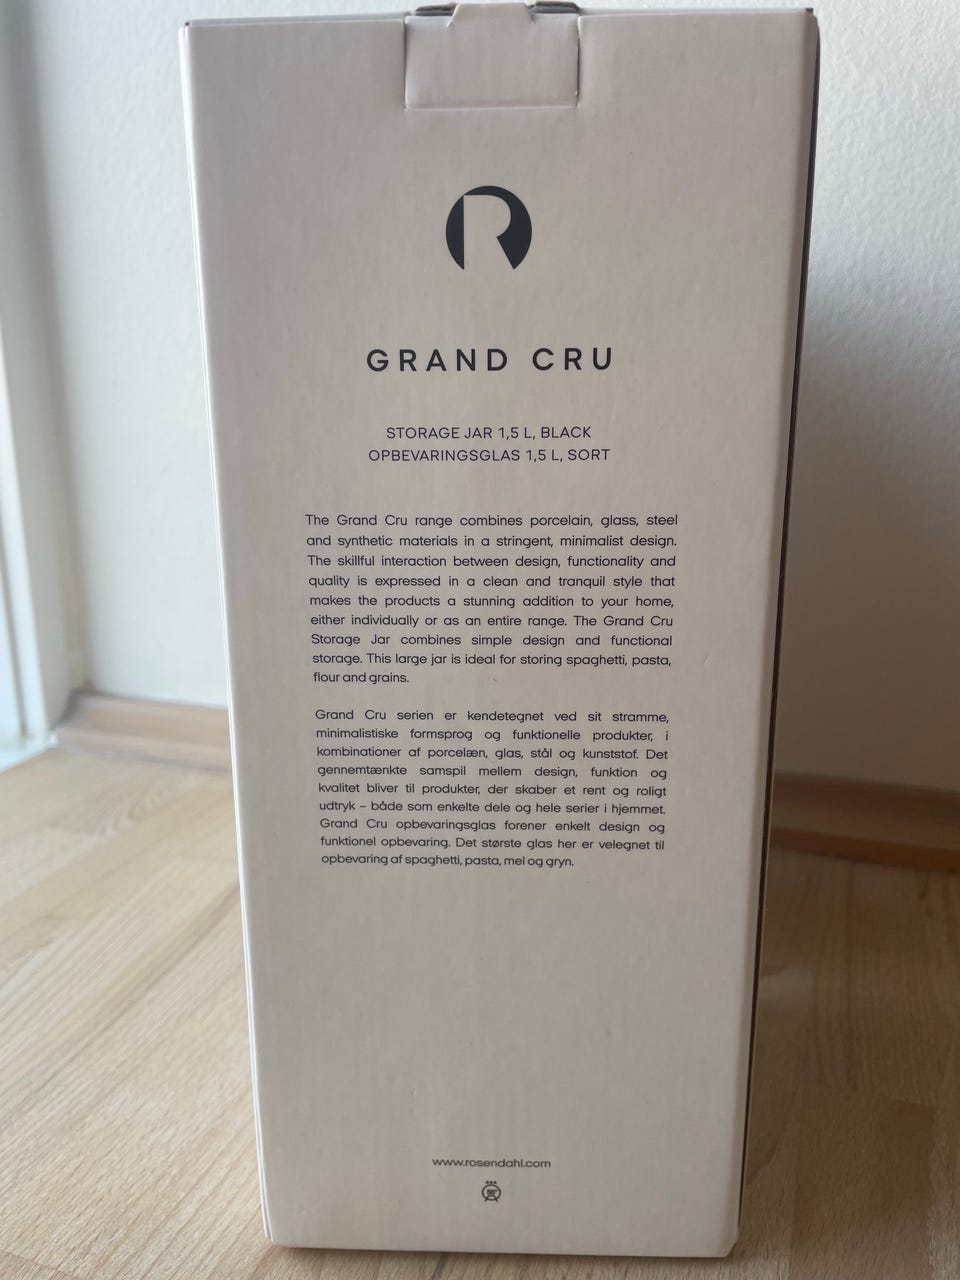 R
GRAND CRU
STORAGE JAR 1,5 L, BLACK
OPBEVARINGSGLAS 1,5 L, SORT
The Grand Cru range combines porcelain, glass, steel
and synthetic materials in a stringent, minimalist design.
The skillful interaction between design, functionality and
quality is expressed in a clean and tranquil style that
makes the products a stunning addition to your home,
either individually or as an entire range. The Grand Cru
Storage Jar combines simple design and functional
storage. This large jar is ideal for storing spaghetti, pasta,
flour and grains.
Grand Cru serien er kendetegnet ved sit stramme,
minimalistiske formsprog og funktionelle produkter, i
kombinationer af porcelæn, glas, stål og kunststof. Det
gennemtænkte samspil mellem design, funktion og
kvalitet bliver til produkter, der skaber et rent og roligt
udtryk – både som enkelte dele og hele serier i hjemmet.
Grand Cru opbevaringsglas forener enkelt design og
funktionel opbevaring. Det største glas her er velegnet til
opbevaring af spaghetti, pasta, mel og gryn.
www.rosendahl.com